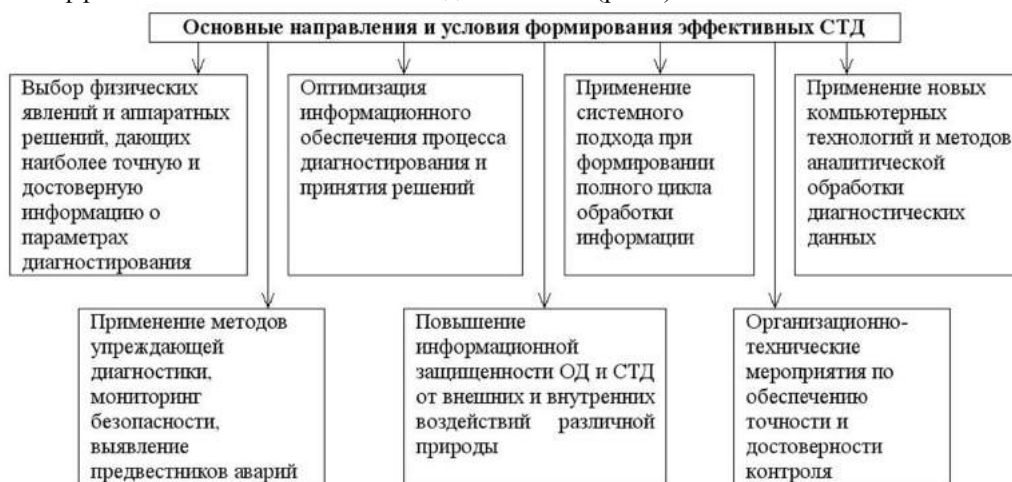 Основные направления и условия формирования эффективных СТД
Выбор физических
явлений и аппаратных
решений, дающих
наиболее точную и
достоверную
информацию о
параметрах
диагностирования
Оптимизация
информационного
обеспечения процесса
диагностирования и
принятия решений
Применение
системного
подхода при
формировании
полного цикла
обработки
информации
Применение новых
компьютерных
технологий и методов
аналитической
обработки
диагностических
данных
Применение методов
упреждающей
диагностики,
мониторинг
безопасности,
выявление
предвестников аварий
Повышение
информационной
защищенности ОД и СТД
от внешних и внутренних
воздействий различной
природы
Организационно-
технические
мероприятия по
обеспечению
точности и
достоверности
контроля